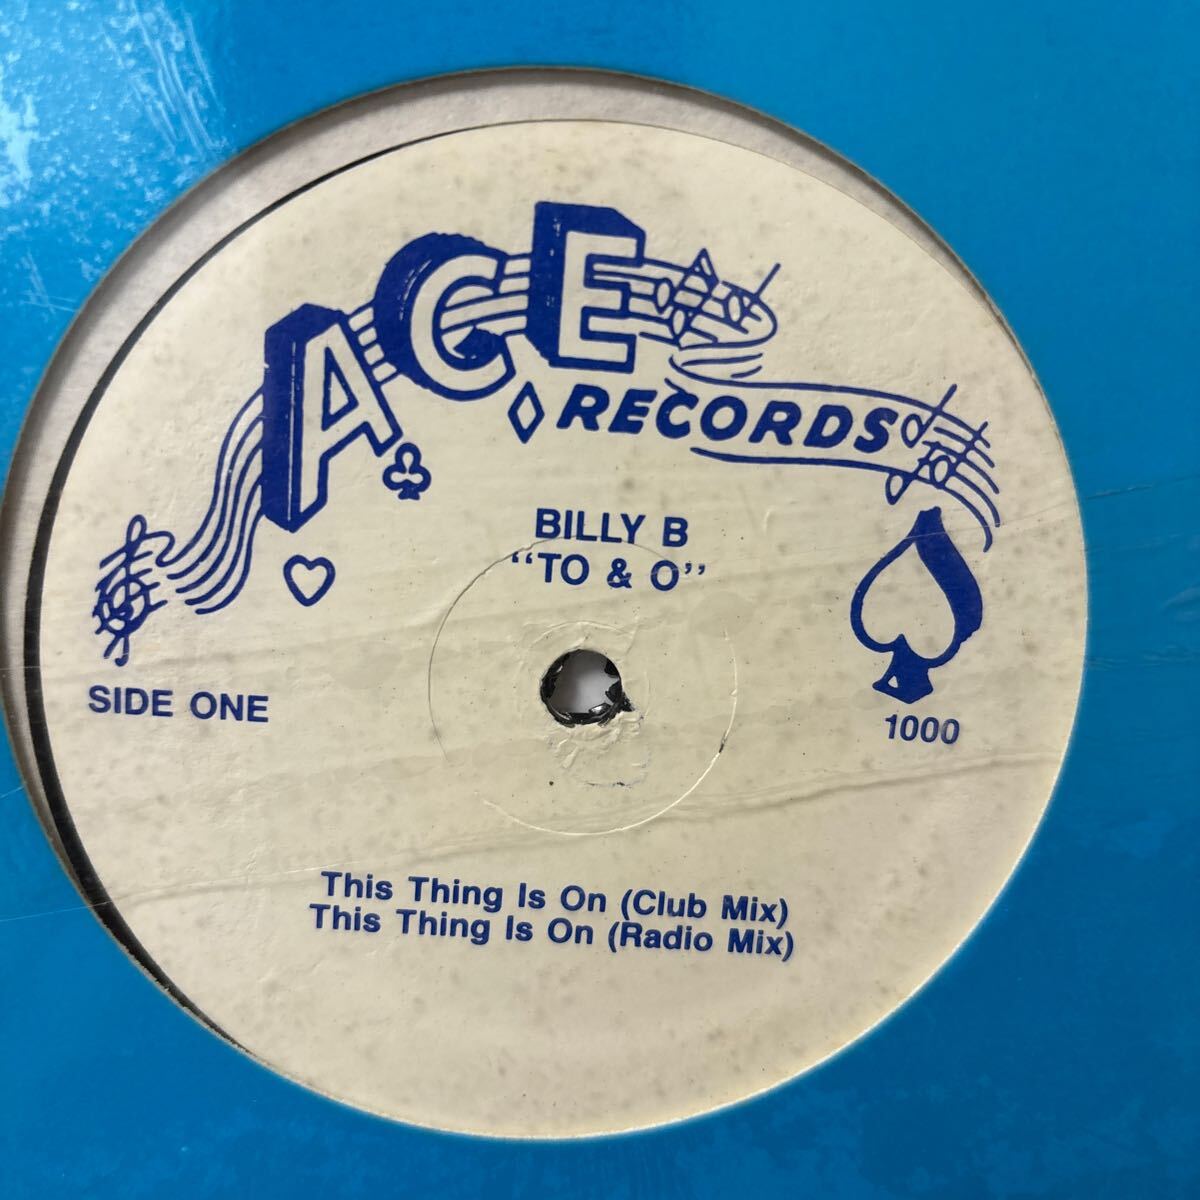 ACE
RECORDS
BILLY B
"TO & O"
SIDE ONE
1000
This Thing Is On (Club Mix)
This Thing Is On (Radio Mix)